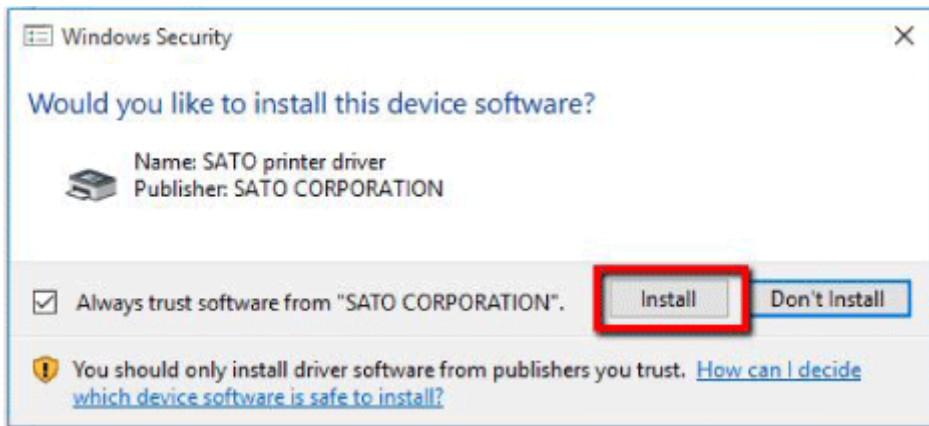 Windows Security
Would you like to install this device software?
Name: SATO printer driver
Publisher: SATO CORPORATION
Always trust software from "SATO CORPORATION".
Install
Don't Install
You should only install driver software from publishers you trust. How can I decide
which device software is safe to install?